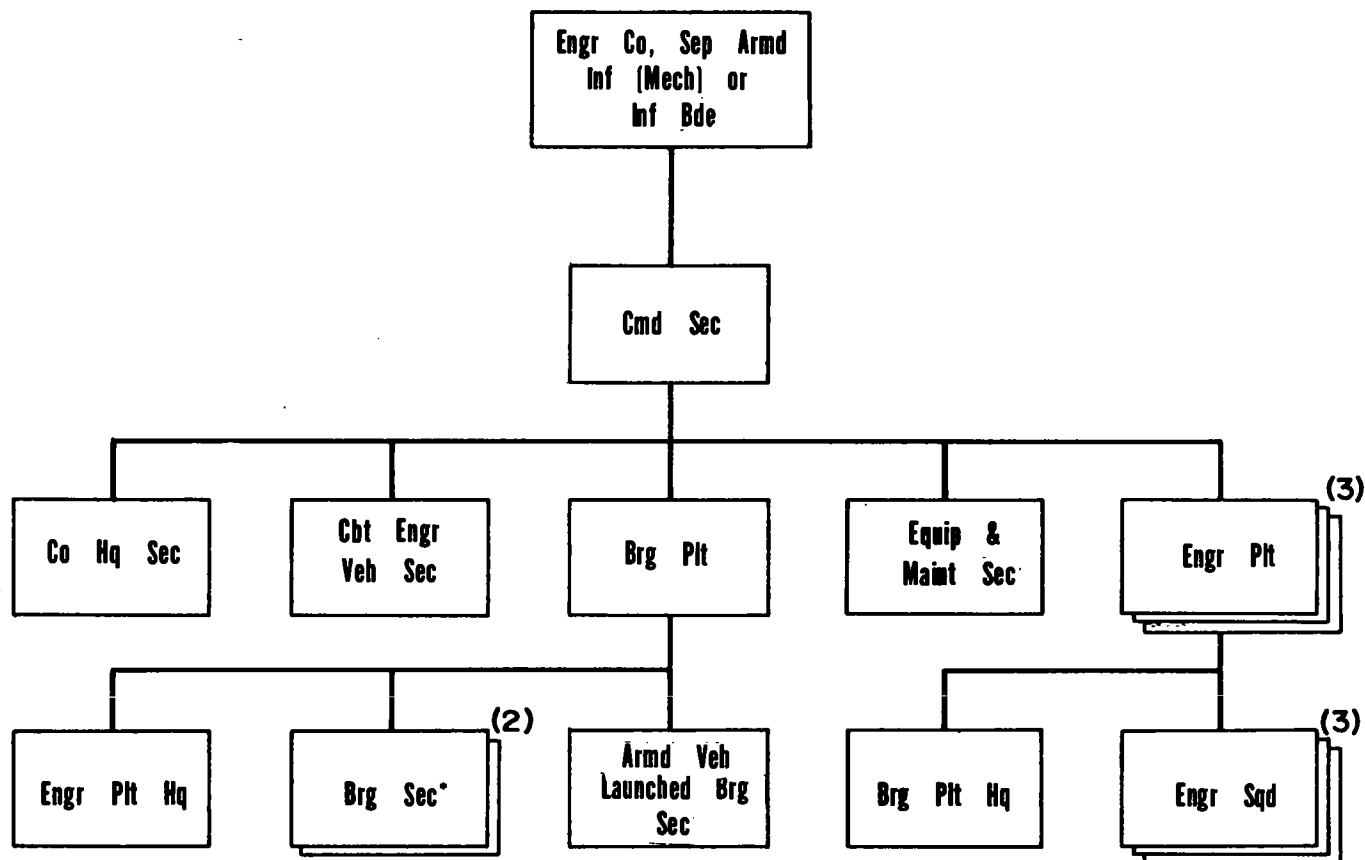 Engr Co, Sep Armd
Inf (Mech) or
Inf Bde
Cmd Sec
Co Hq Sec
Cbt Engr
Veh Sec
Brg Plt
Equip &
Maint Sec
(3)
Engr Plt
Engr Plt Hq
(2)
Brg Sec*
Armd Veh
Launched Brg
Sec
Brg Plt Hq
(3)
Engr Sqd